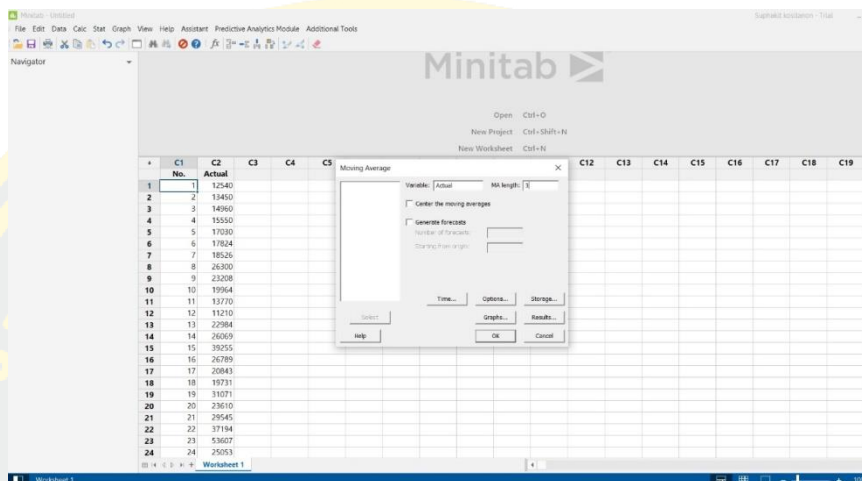 Minitab - Untitled
File Edit Data Calc Stat Graph View Help Assistant Predictive Analytics Module Additional Tools
Navigator
Minitab
Open Ctrl+O
New Project Ctrl+Shift+N
New Worksheet Ctrl+N
C1 C2 C3 C4 C5 C12 C13 C14 C15 C16 C17 C18 C19
No. Actual
1 1 12540
2 2 13450
3 3 14960
4 4 15550
5 5 17030
6 6 17824
7 7 18526
8 8 26300
9 9 23208
10 10 19964
11 11 13770
12 12 11210
13 13 22984
14 14 26069
15 15 39255
16 16 26789
17 17 20843
18 18 19731
19 19 31071
20 20 23610
21 21 29545
22 22 37194
23 23 53607
24 24 25053
Moving Average
Variable: Actual MA length: 3
Center the moving averages
Generate forecasts
Number of forecasts:
Starting from origin:
Time... Options... Storage...
Select Graphs... Results...
Help OK Cancel
Worksheet 1
Worksheet 1